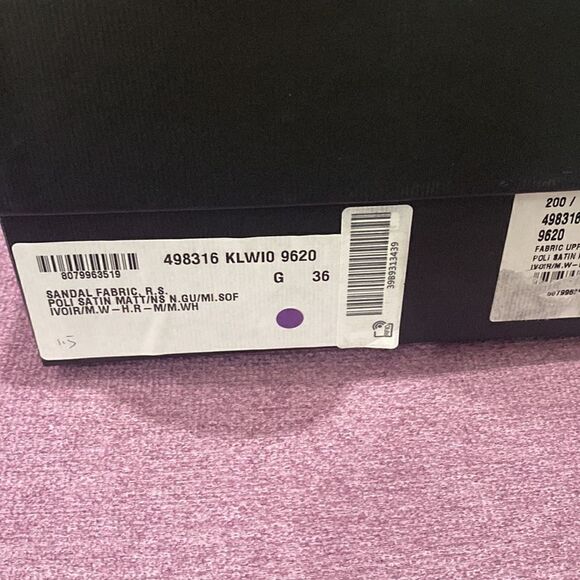 498316 KLWI0 9620
G 36
8079963519
SANDAL FABRIC, R.S.
POLI SATIN MATT/NS N.GU/MI.SOF
IVOIR/M.W-H.R-M/M.WH
1.5
3989313439
200 /
498316
9620
FABRIC UPP
POLI SATIN
IVOIR/M.W-